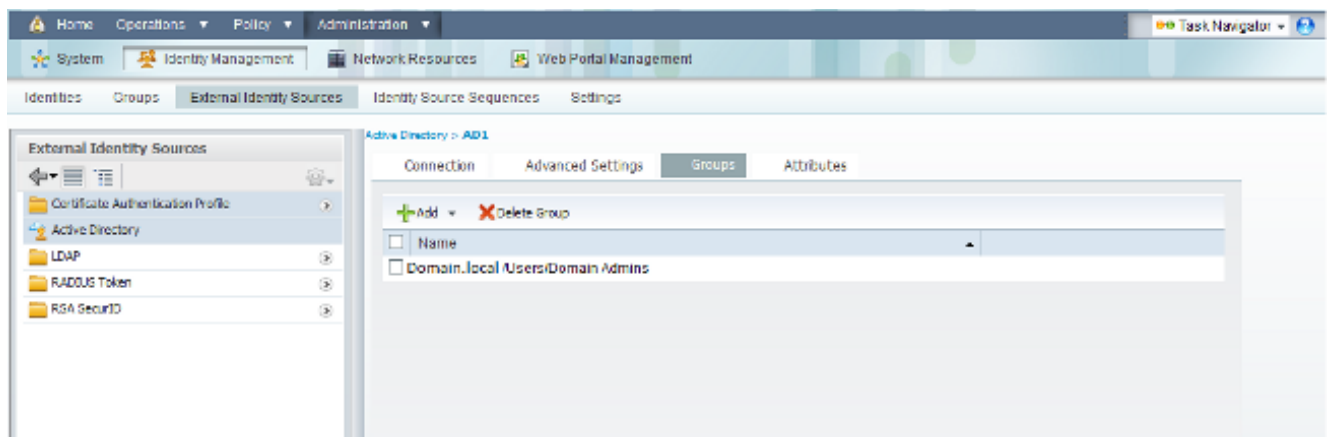 Home Operations Policy Administration Task Navigator
System Identity Management Network Resources Web Portal Management
Identities Groups External Identity Sources Identity Source Sequences Settings
External Identity Sources
Certificate Authentication Profile
Active Directory
LDAP
RADIUS Token
RSA SecurID
Active Directory > AD1
Connection Advanced Settings Groups Attributes
Add Delete Group
Name
Domain.local /Users/Domain Admins